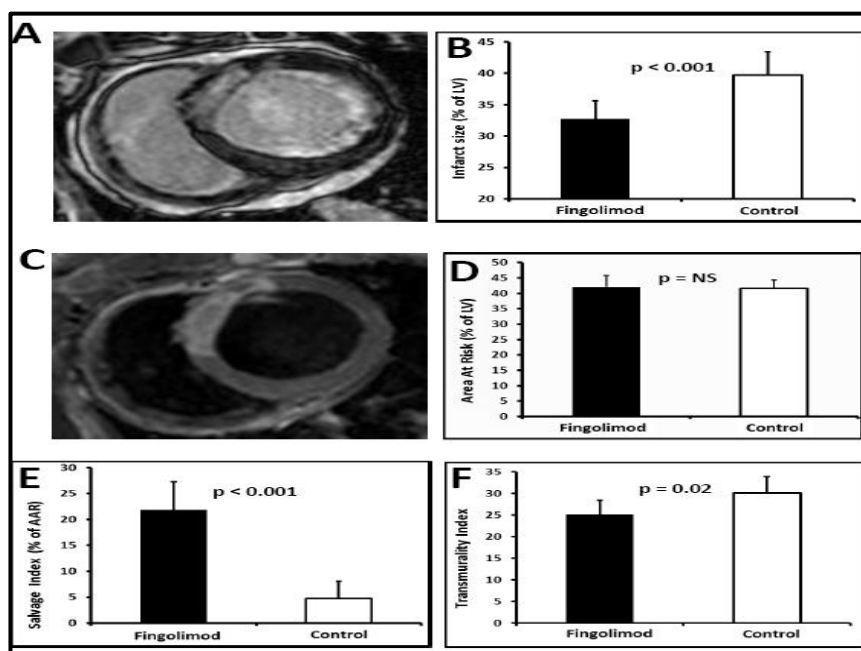 A
B
Infarct size (% of LV)
45
40
35
30
25
20
p < 0.001
Fingolimod
Control
C
D
Area At Risk (% of LV)
50
45
40
35
30
25
20
15
10
5
0
p = NS
Fingolimod
Control
E
Salvage Index (% of AAR)
30
25
20
15
10
5
0
p < 0.001
Fingolimod
Control
F
Transmurality Index
35
30
25
20
15
10
5
0
p = 0.02
Fingolimod
Control